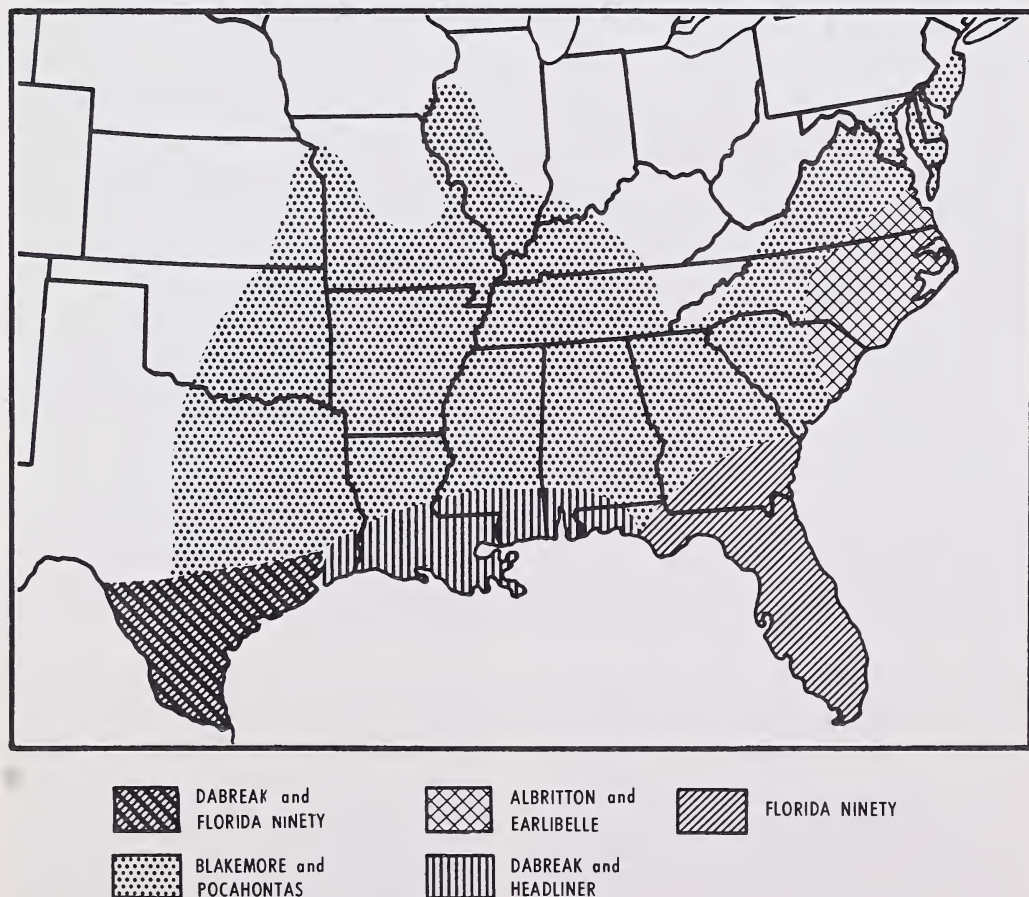 DABREAK and
FLORIDA NINETY
ALBRITTON and
EARLIBELLE
FLORIDA NINETY
BLAKEMORE and
POCAHONTAS
DABREAK and
HEADLINER